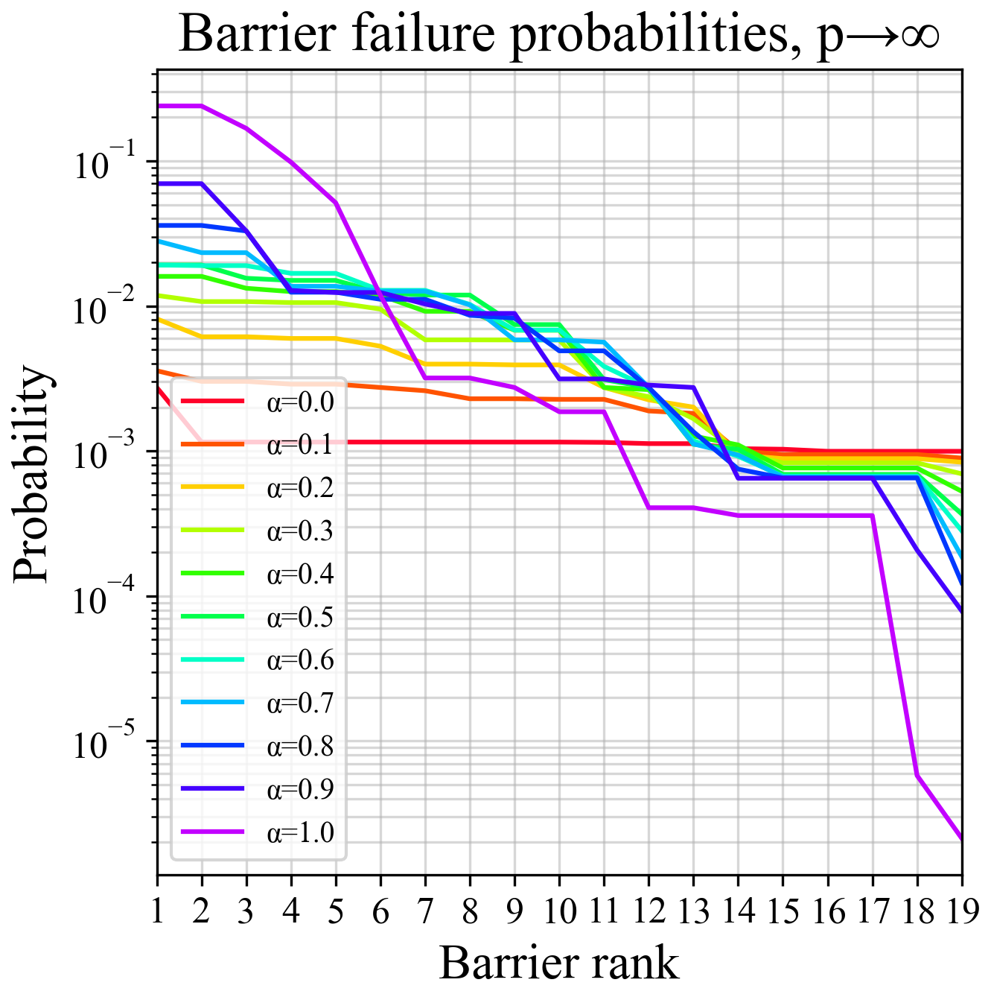 Barrier failure probabilities, p→∞
Probability
10⁻¹
10⁻²
10⁻³
10⁻⁴
10⁻⁵
α=0.0
α=0.1
α=0.2
α=0.3
α=0.4
α=0.5
α=0.6
α=0.7
α=0.8
α=0.9
α=1.0
1 2 3 4 5 6 7 8 9 10 11 12 13 14 15 16 17 18 19
Barrier rank